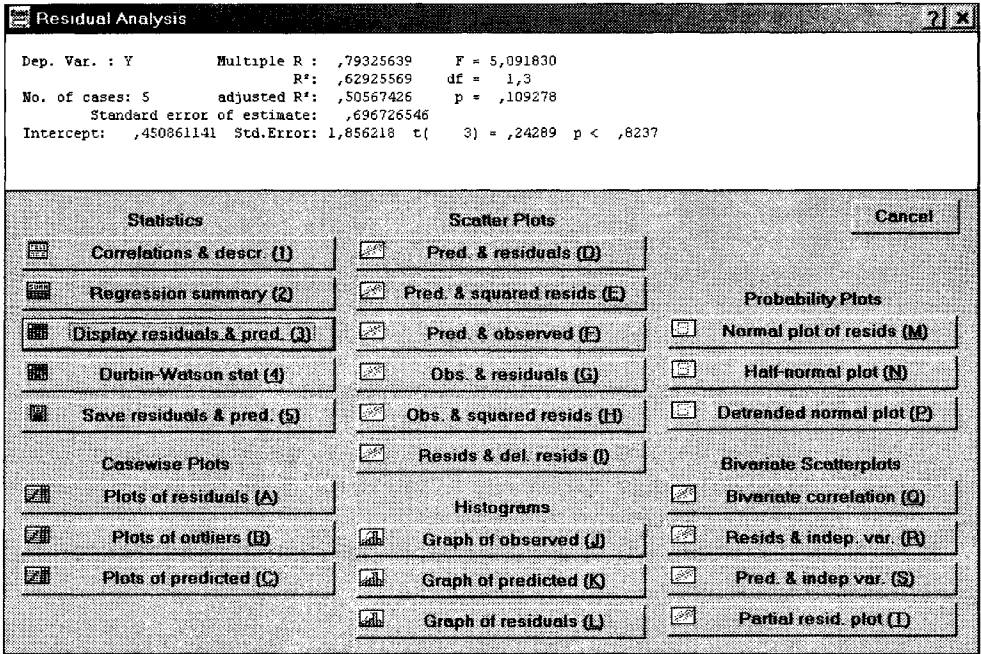 Residual Analysis
Dep. Var. : Y Multiple R : ,79325639 F = 5,091830
R²: ,62925569 df = 1,3
No. of cases: 5 adjusted R²: ,50567426 p = ,109278
Standard error of estimate: ,696726546
Intercept: ,450861141 Std.Error: 1,856218 t( 3) = ,24289 p < ,8237
Cancel
Statistics
Correlations & descr. (1)
Regression summary (2)
Display residuals & pred. (3)
Durbin-Watson stat (4)
Save residuals & pred. (5)
Casewise Plots
Plots of residuals (A)
Plots of outliers (B)
Plots of predicted (C)
Scatter Plots
Pred. & residuals (D)
Pred. & squared resids (E)
Pred. & observed (F)
Obs. & residuals (G)
Obs. & squared resids (H)
Resids & del. resids (I)
Histograms
Graph of observed (J)
Graph of predicted (K)
Graph of residuals (L)
Probability Plots
Normal plot of resids (M)
Half-normal plot (N)
Detrended normal plot (P)
Bivariate Scatterplots
Bivariate correlation (Q)
Resids & indep. var. (R)
Pred. & indep var. (S)
Partial resid. plot (T)